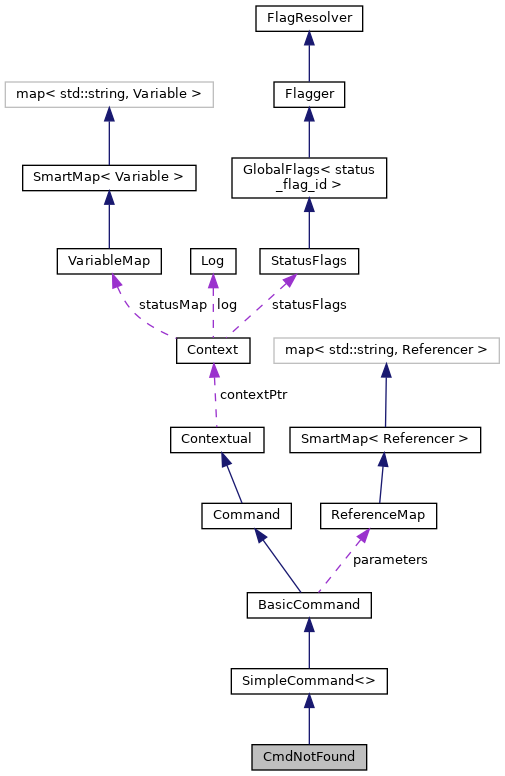 FlagResolver
Flagger
map< std::string, Variable >
GlobalFlags< status
_flag_id >
SmartMap< Variable >
VariableMap
Log
StatusFlags
statusMap
log
statusFlags
Context
map< std::string, Referencer >
contextPtr
Contextual
SmartMap< Referencer >
Command
ReferenceMap
parameters
BasicCommand
SimpleCommand<>
CmdNotFound